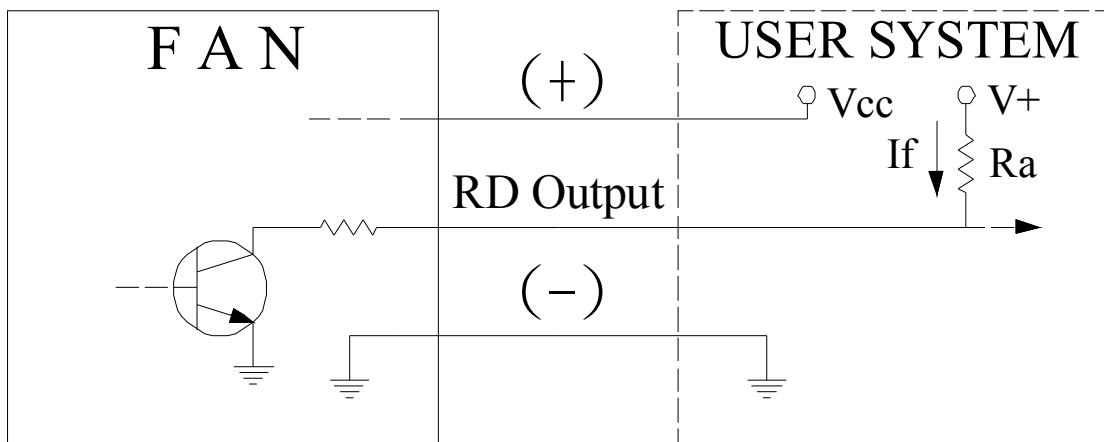 F A N
USER SYSTEM
(+)
Vcc
V+
If
Ra
RD Output
(-)